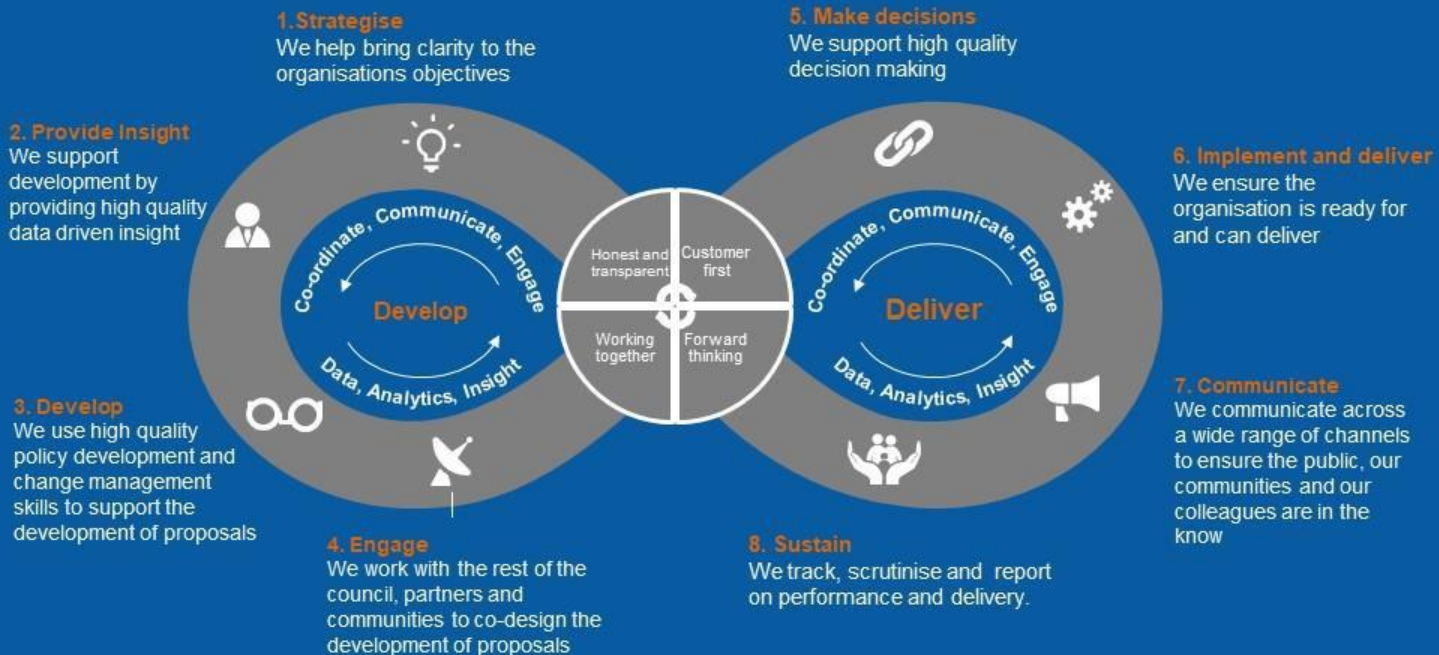 1.Strategise
We help bring clarity to the
organisations objectives
2. Provide Insight
We support
development by
providing high quality
data driven insight
3. Develop
We use high quality
policy development and
change management
skills to support the
development of proposals
4. Engage
We work with the rest of the
council, partners and
communities to co-design the
development of proposals
Co-ordinate, Communicate, Engage
Develop
Data, Analytics, Insight
Honest and
transparent
Customer
first
Working
together
Forward
thinking
5. Make decisions
We support high quality
decision making
6. Implement and deliver
We ensure the
organisation is ready for
and can deliver
Co-ordinate, Communicate, Engage
Deliver
Data, Analytics, Insight
7. Communicate
We communicate across
a wide range of channels
to ensure the public, our
communities and our
colleagues are in the
know
8. Sustain
We track, scrutinise and report
on performance and delivery.